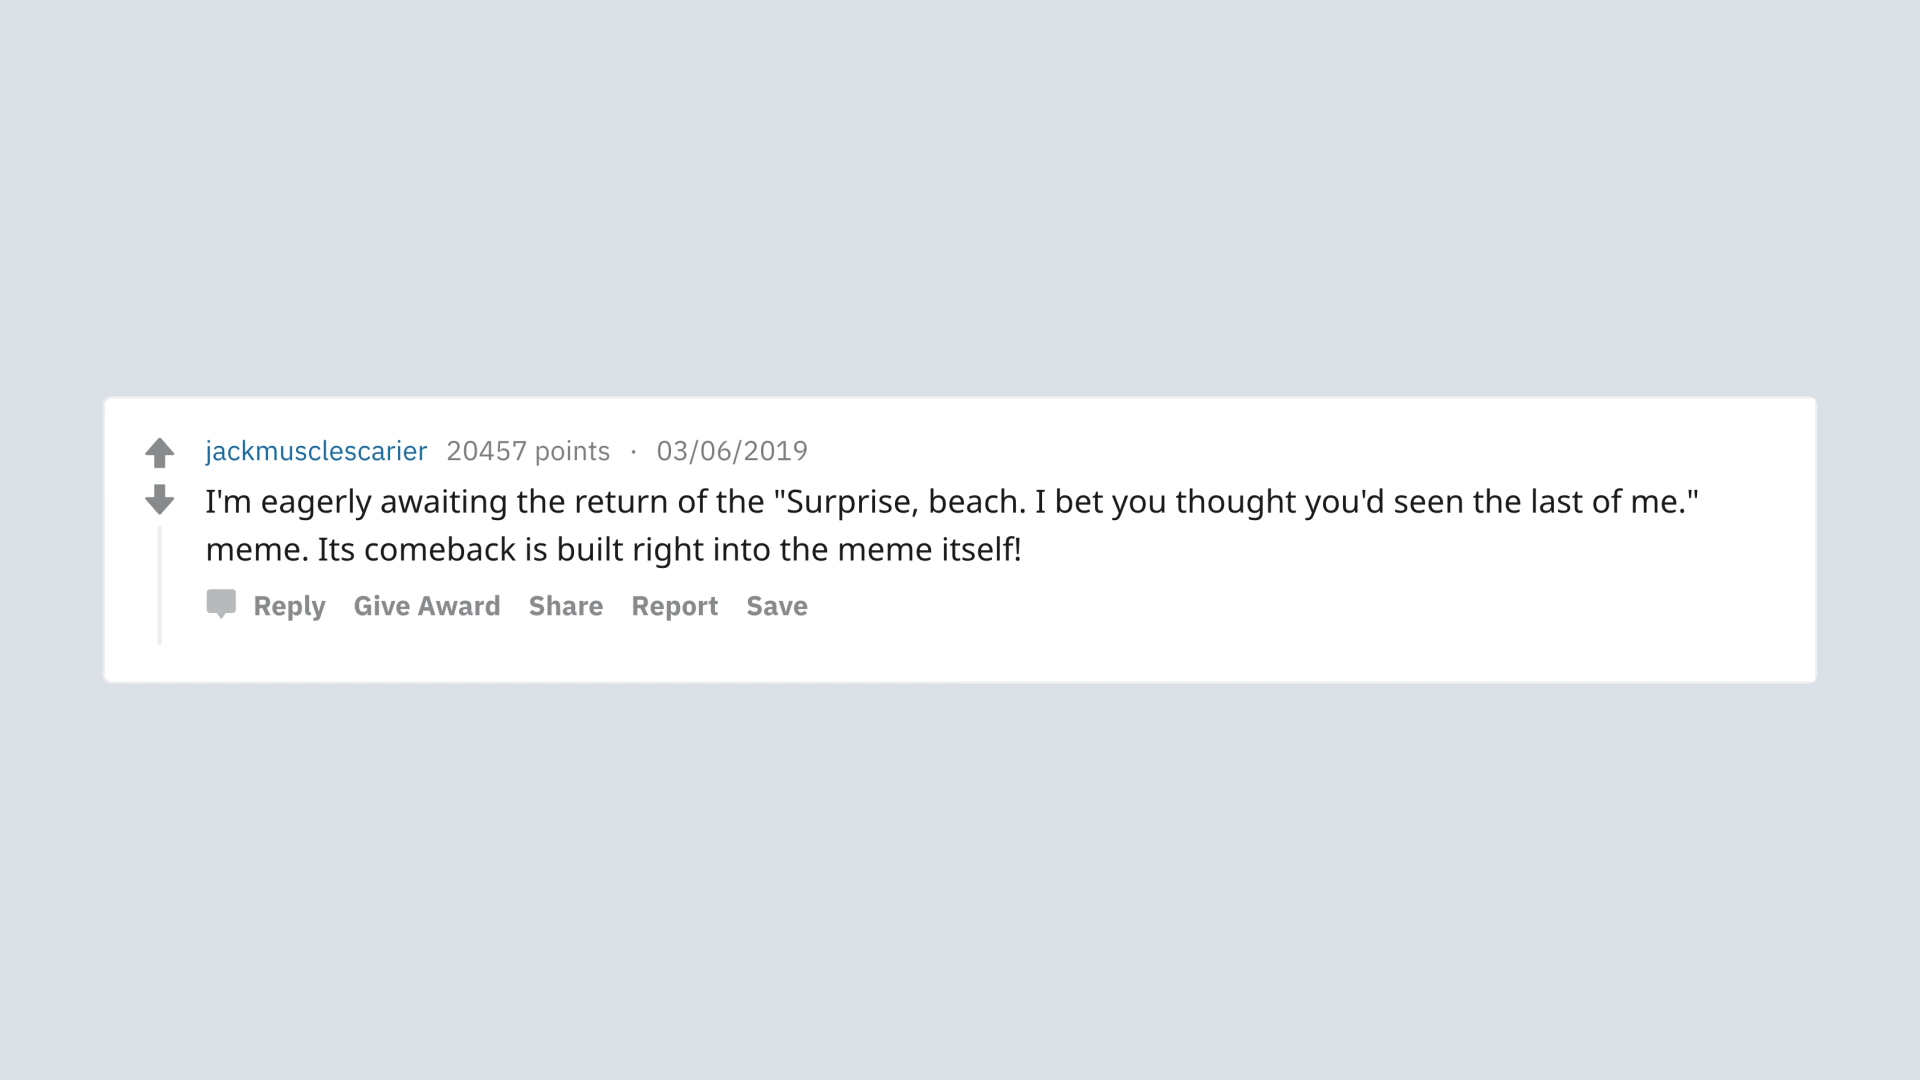 jackmusclescarier 20457 points · 03/06/2019
I'm eagerly awaiting the return of the "Surprise, beach. I bet you thought you'd seen the last of me."
meme. Its comeback is built right into the meme itself!
Reply Give Award Share Report Save